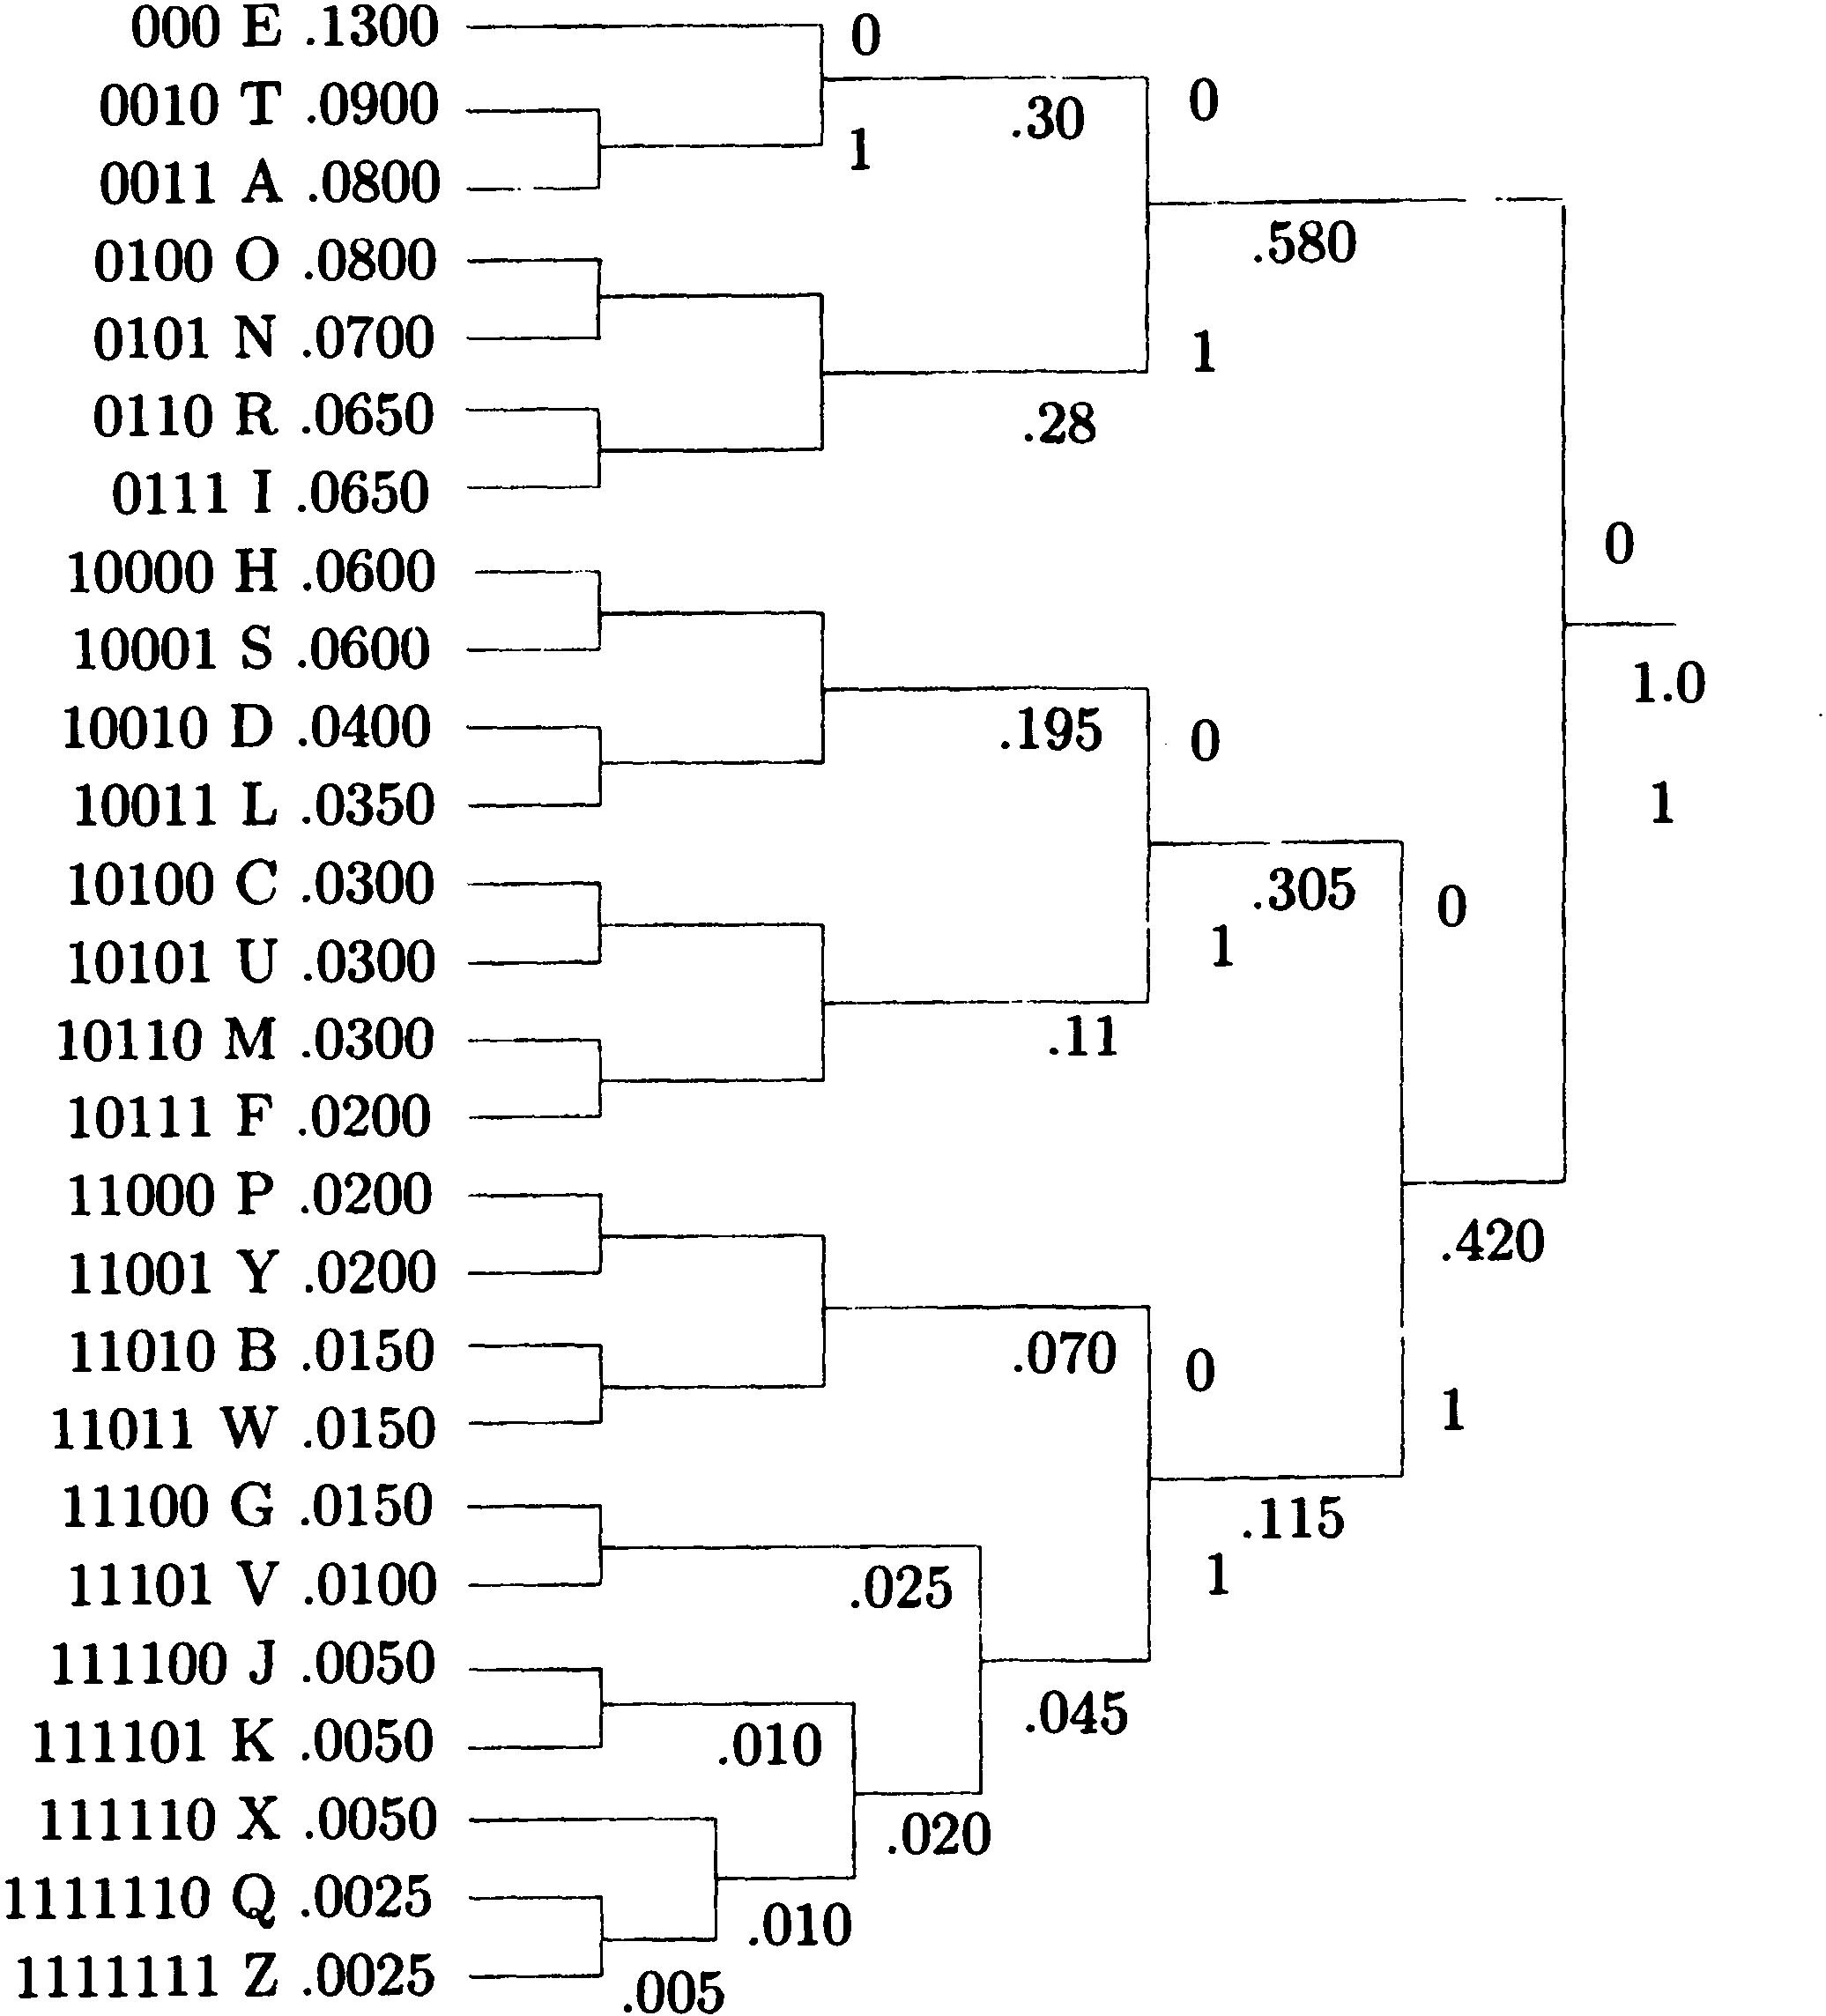 000 E .1300 0
0010 T .0900 .30 0
0011 A .0800 1
0100 O .0800 .580
0101 N .0700 1
0110 R .0650 .28
0111 I .0650
10000 H .0600 0
10001 S .0600 1.0
10010 D .0400 .195 0
10011 L .0350 1
10100 C .0300 .305 0
10101 U .0300 1
10110 M .0300 .11
10111 F .0200
11000 P .0200
11001 Y .0200 .420
11010 B .0150 .070 0
11011 W .0150 1
11100 G .0150 .115
11101 V .0100 .025 1
111100 J .0050 .045
111101 K .0050 .010
111110 X .0050 .020
1111110 Q .0025 .010
1111111 Z .0025 .005